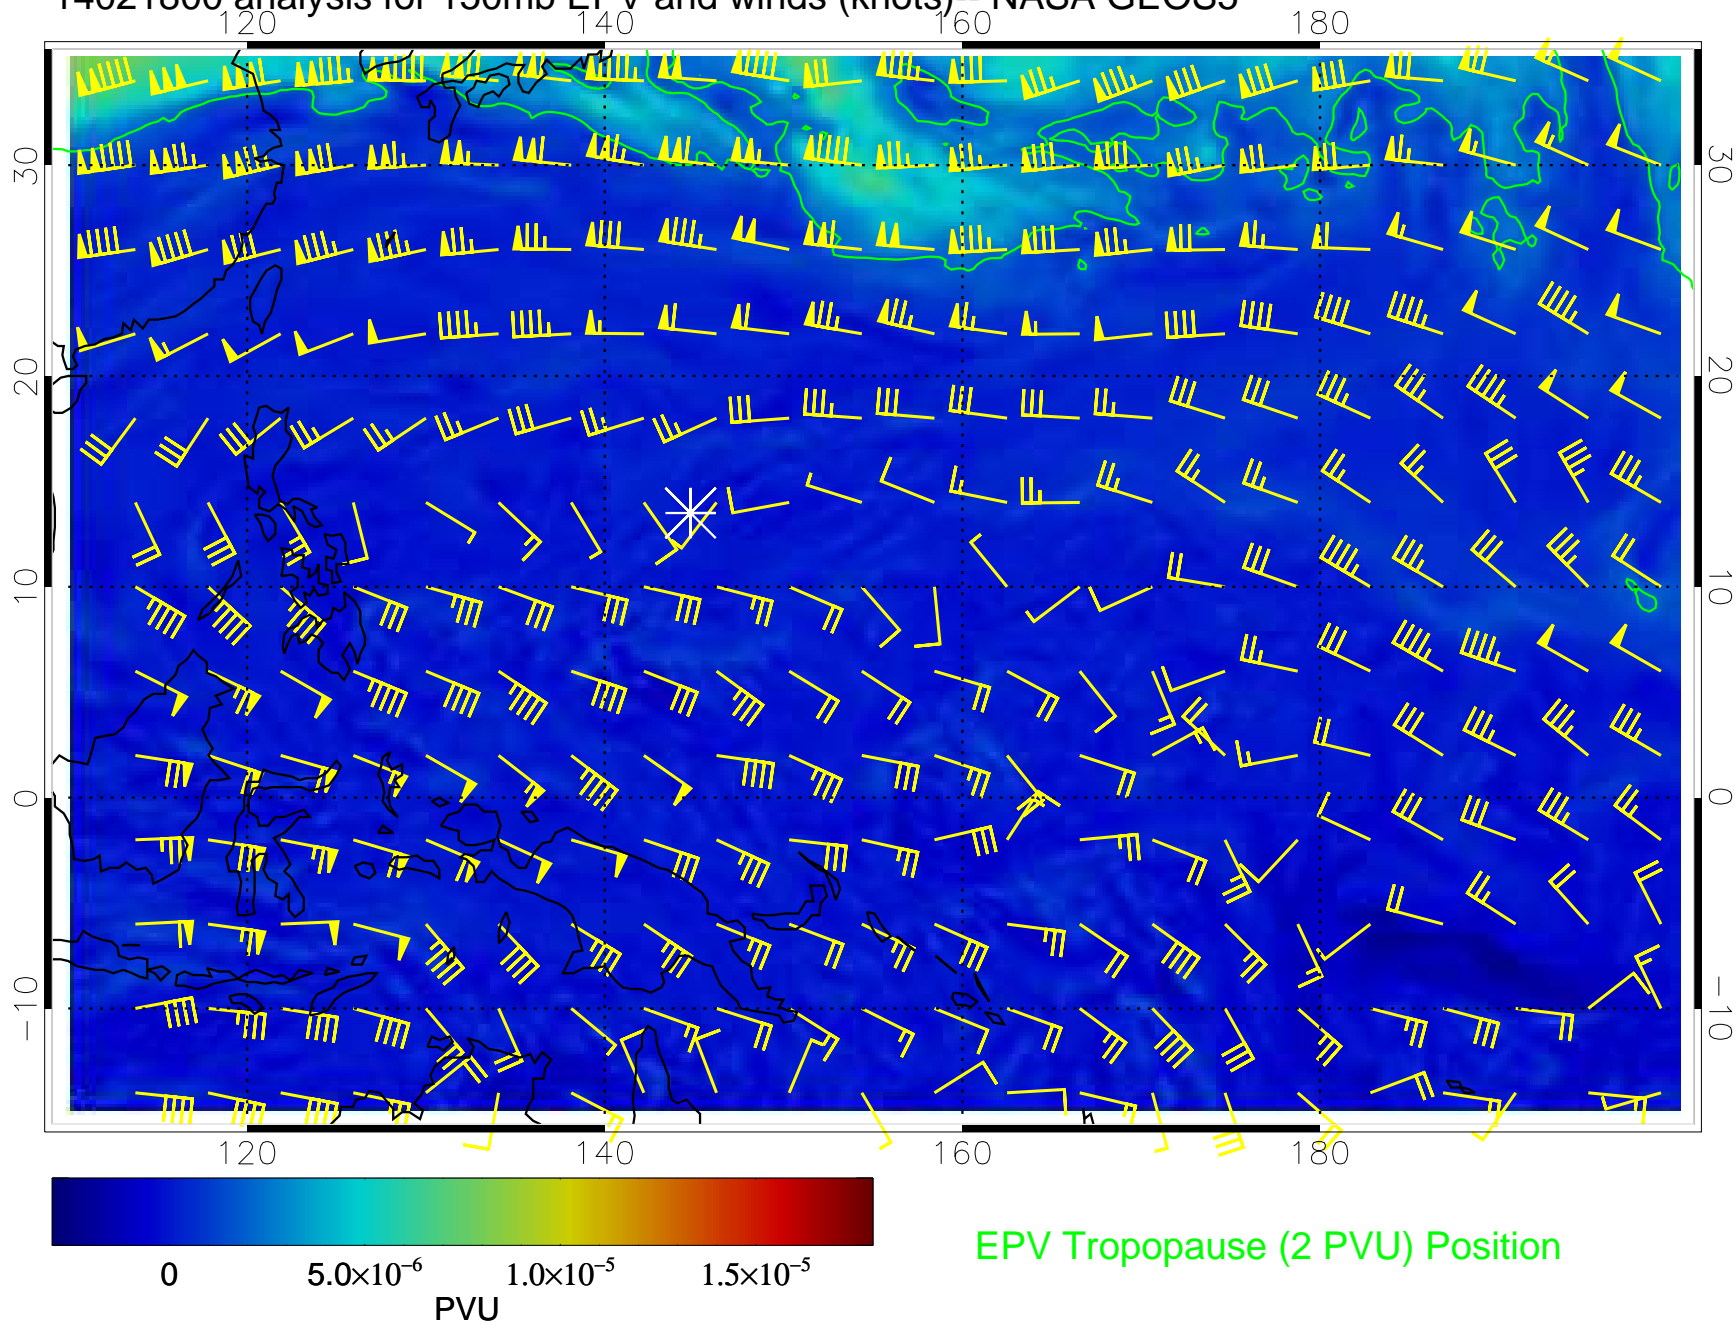 14021800 analysis for 150mb EPV and winds (knots)-- NASA GEOS5
120 140 160 180
30 30
20 20
10 10
0 0
-10 -10
120 140 160 180
0 5.0×10⁻⁶ 1.0×10⁻⁵ 1.5×10⁻⁵
PVU
EPV Tropopause (2 PVU) Position